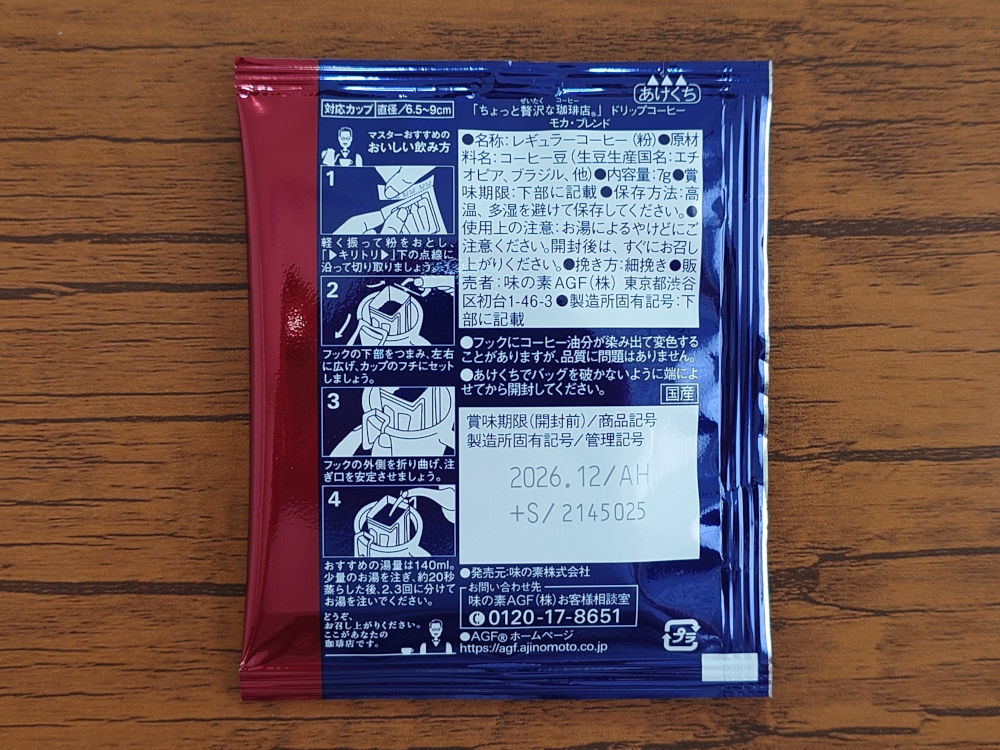 あけくち
対応カップ 直径/6.5~9cm
マスターおすすめの
おいしい飲み方
1
軽く振って粉をおとし、
「▶キリトリ▶」下の点線に
沿って切り取りましょう。
2
フックの下部をつまみ、左右
に広げ、カップのフチにセット
しましょう。
3
フックの外側を折り曲げ、注
ぎ口を安定させましょう。
4
おすすめの湯量は140ml。
少量のお湯を注ぎ、約20秒
蒸らした後、2、3回に分けて
お湯を注いでください。
どうぞ、
お召し上がりください。
ここがあなたの
珈琲店です。
ぜいたく コーヒー
「ちょっと贅沢な珈琲店®」 ドリップコーヒー
モカ・ブレンド
●名称:レギュラーコーヒー(粉)●原材
料名:コーヒー豆(生豆生産国名:エチ
オピア、ブラジル、他)●内容量:7g●賞
味期限:下部に記載●保存方法:高
温、多湿を避けて保存してください。●
使用上の注意:お湯によるやけどにご
注意ください。開封後は、すぐにお召し
上がりください。●挽き方:細挽き●販
売者:味の素AGF(株) 東京都渋谷
区初台1-46-3●製造所固有記号:下
部に記載
●フックにコーヒー油分が染み出て変色する
ことがありますが、品質に問題はありません。
●あけくちでバッグを破かないように端によ
せてから開封してください。
国産
賞味期限(開封前)/商品記号
製造所固有記号/管理記号
2026.12/AH
+S/2145025
●発売元:味の素株式会社
お問い合わせ先
味の素AGF(株)お客様相談室
0120-17-8651
●AGF®ホームページ
https://agf.ajinomoto.co.jp
プラ